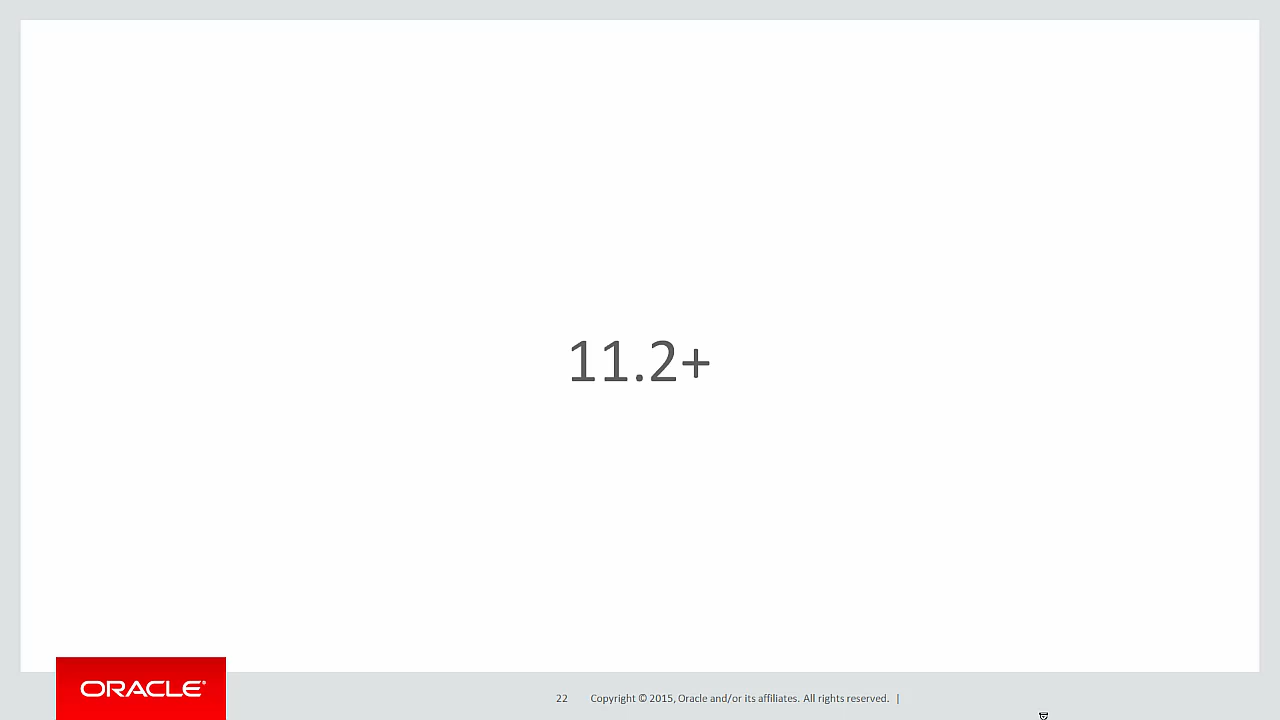 11.2+
ORACLE®
22 Copyright © 2015, Oracle and/or its affiliates. All rights reserved. |